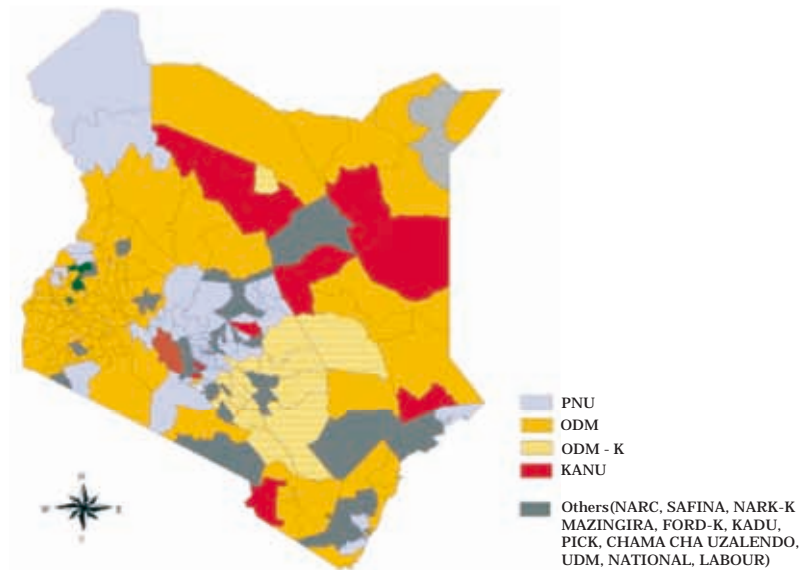 PNU
ODM
ODM - K
KANU
Others(NARC, SAFINA, NARK-K
MAZINGIRA, FORD-K, KADU,
PICK, CHAMA CHA UZALENDO,
UDM, NATIONAL, LABOUR)